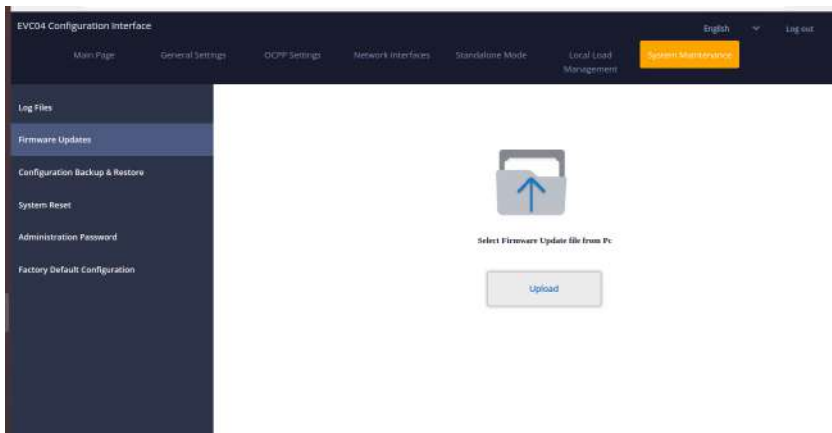 EVC04 Configuration Interface
English
Log out
Main Page
General Settings
OCPP Settings
Network Interfaces
Standalone Mode
Local Load
Management
System Maintenance
Log Files
Firmware Updates
Configuration Backup & Restore
System Reset
Administration Password
Factory Default Configuration
Select Firmware Update file from Pc
Upload